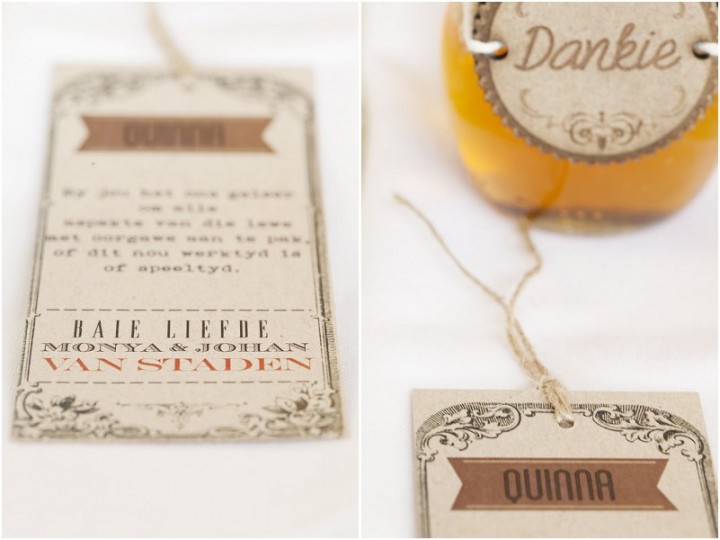 QUINNA
By jou het ons geleer
om alle
aspekte van die lewe
met oorgawe aan te pak,
of dit nou werktyd is
of speeltyd.
BAIE LIEFDE
MONYA & JOHAN
VAN STADEN
Dankie
QUINNA